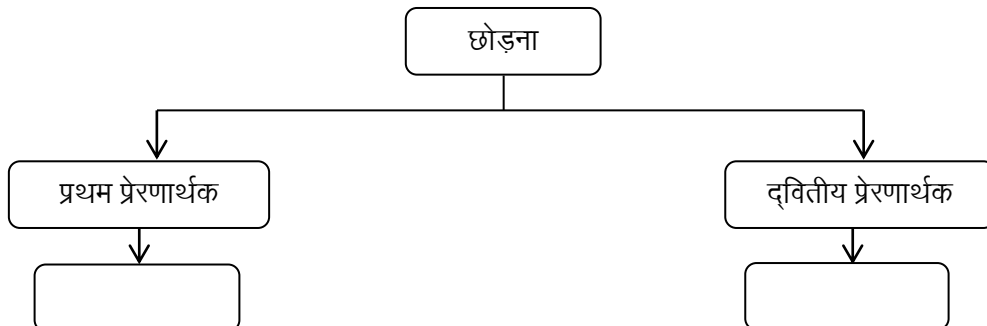 छोड़ना
प्रथम प्रेरणार्थक
द्‌वितीय प्रेरणार्थक